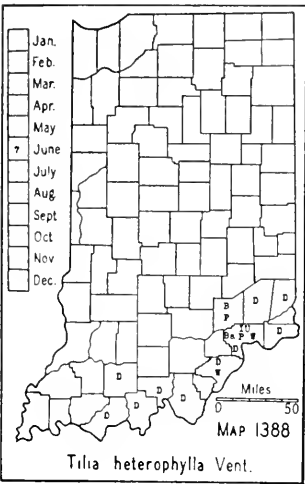 Jan.
Feb.
Mar.
Apr.
May
7 June
July
Aug.
Sept
Oct
Nov
Dec.
B D D
P
IU
Ba P W D
D
D
W
D D D
D D
Miles
0 50
MAP 1388
Tilia heterophylla Vent.